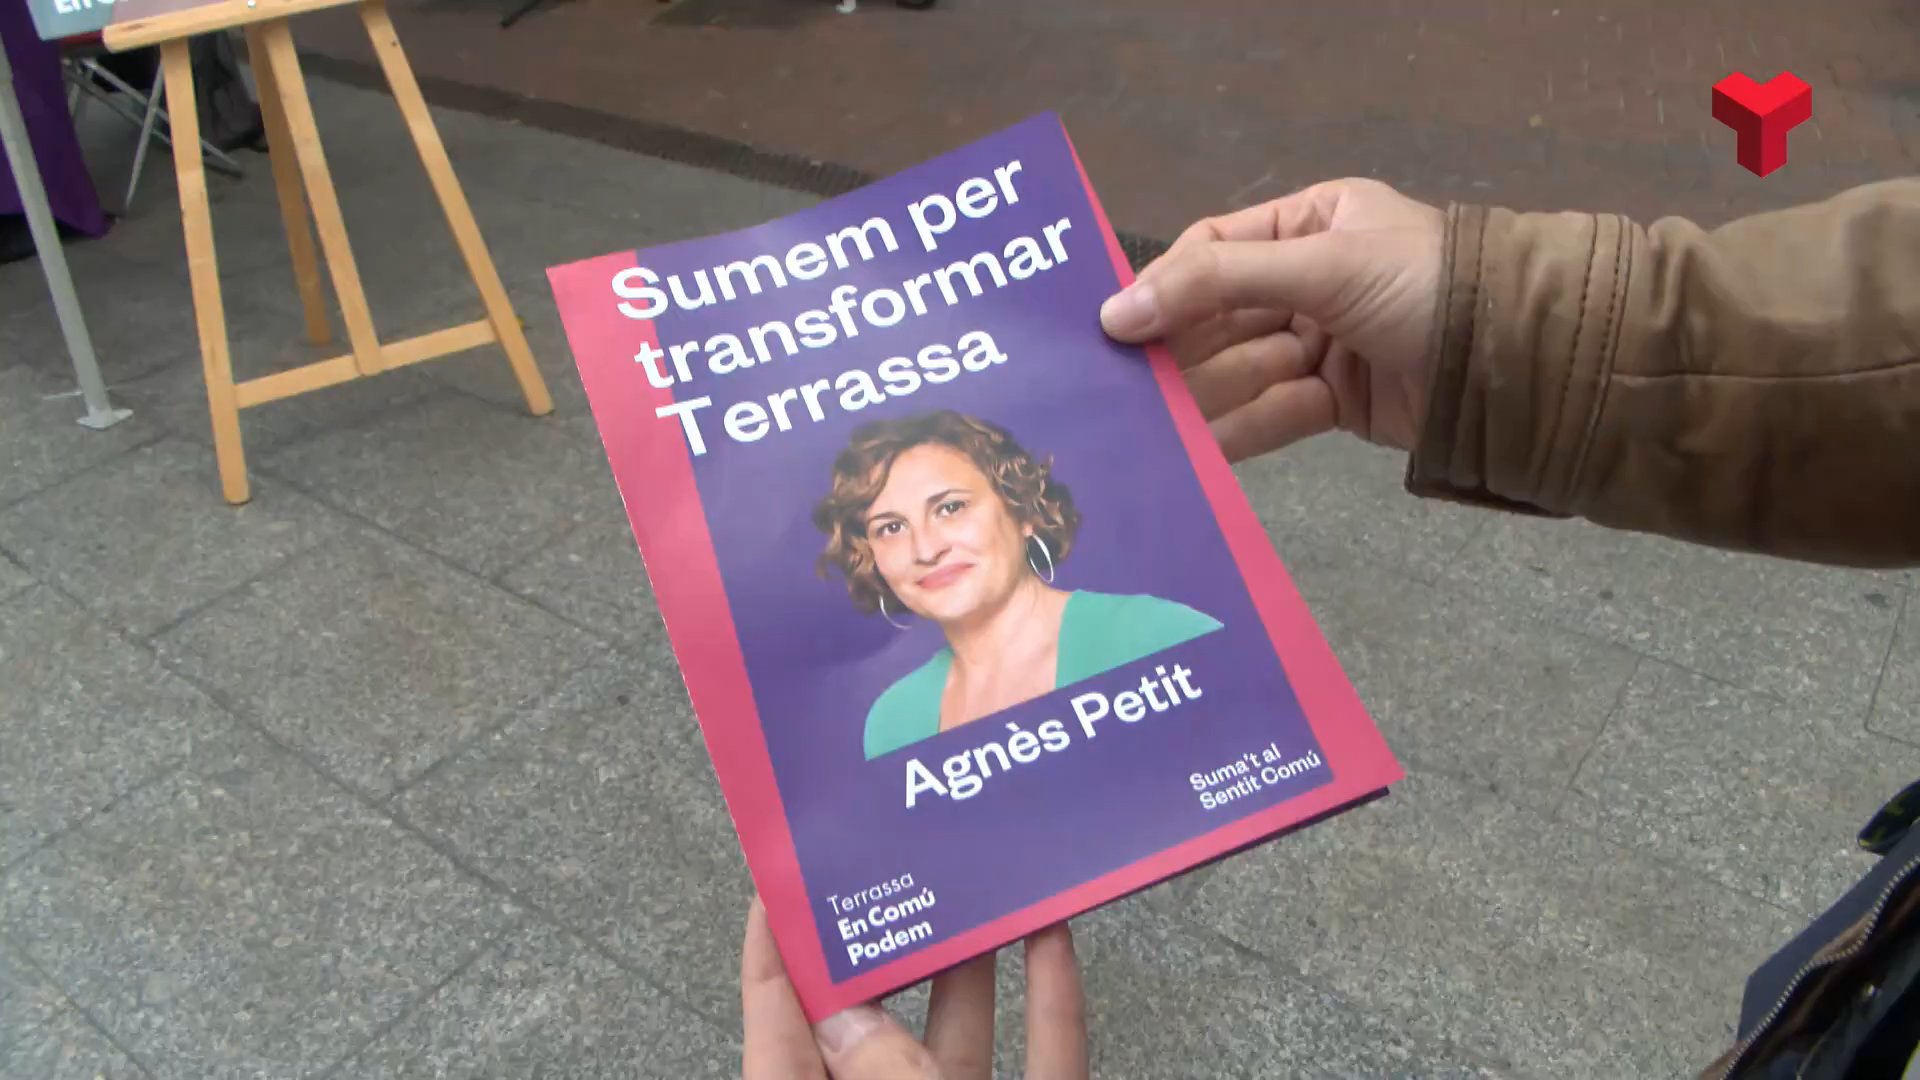 Sumem per
transformar
Terrassa
Agnès Petit
Suma't al
Sentit Comú
Terrassa
En Comú
Podem